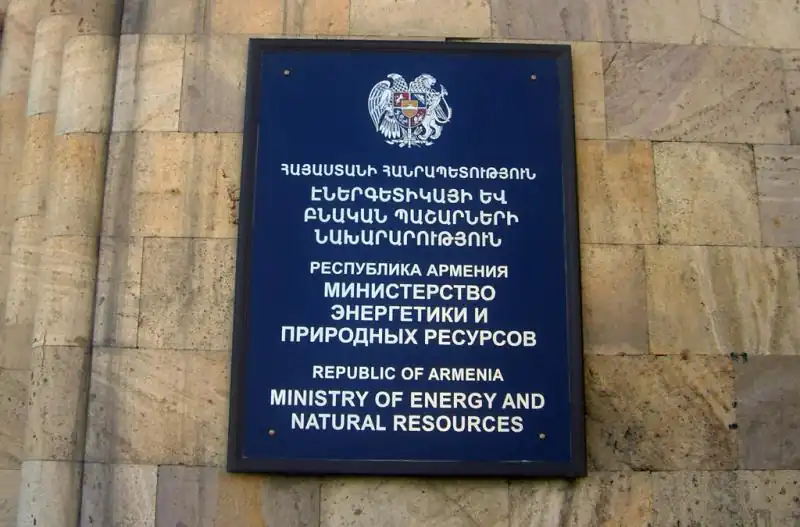 ՀԱՅԱՍՏԱՆԻ ՀԱՆՐԱՊԵՏՈՒԹՅՈՒՆ
ԷՆԵՐԳԵՏԻԿԱՅԻ ԵՎ
ԲՆԱԿԱՆ ՊԱՇԱՐՆԵՐԻ
ՆԱԽԱՐԱՐՈՒԹՅՈՒՆ
РЕСПУБЛИКА АРМЕНИЯ
МИНИСТЕРСТВО
ЭНЕРГЕТИКИ И
ПРИРОДНЫХ РЕСУРСОВ
REPUBLIC OF ARMENIA
MINISTRY OF ENERGY AND
NATURAL RESOURCES